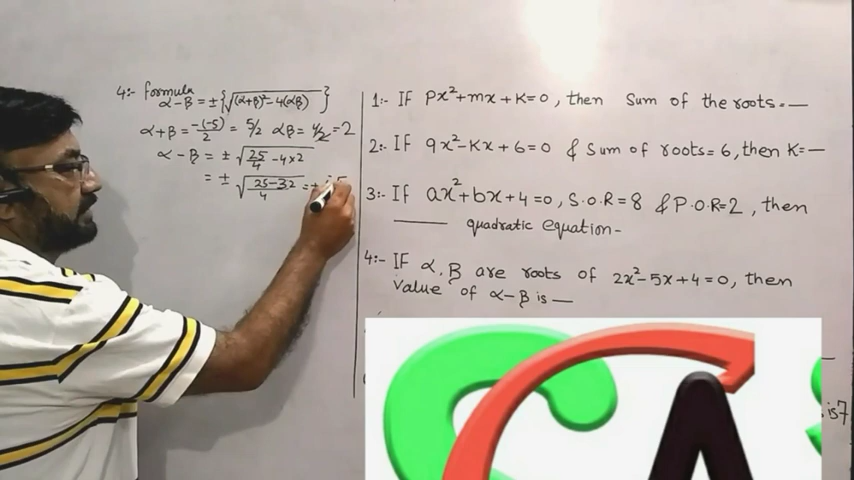 4:- formula
α-β = ±{√(α+β)²-4(αβ)}
α+β = -(-5)/2 = 5/2 αβ = 4/2 = 2
α-β = ± √25/4 - 4×2
= ± √25-32/4 = ±
1:- IF px²+mx+K=0, then Sum of the roots = —
2:- IF 9x²-Kx+6=0 & Sum of roots = 6, then K= —
3:- If ax²+bx+4=0, S.O.R=8 & P.O.R=2, then
—— quadratic equation-
4:- IF α,β are roots of 2x²-5x+4=0, then
value of α-β is —
is 7